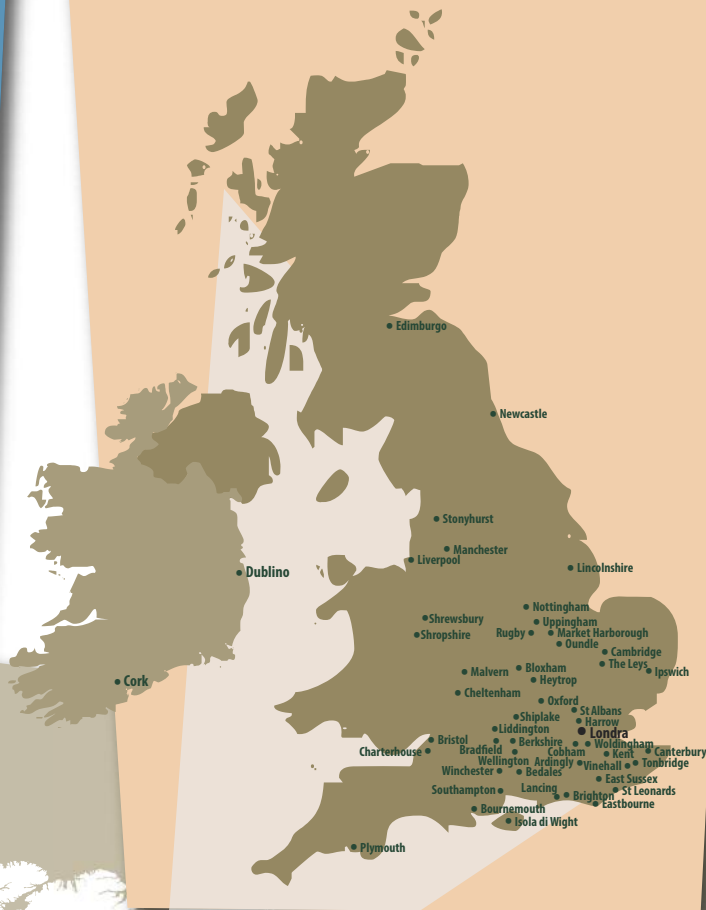 Edimburgo
Newcastle
Stonyhurst
Manchester
Liverpool
Lincolnshire
Dublino
Nottingham
Shrewsbury
Uppingham
Shropshire
Rugby
Market Harborough
Oundle
Cambridge
The Leys
Ipswich
Malvern
Bloxham
Heytrop
Cork
Cheltenham
Oxford
St Albans
Shiplake
Harrow
Liddington
Londra
Bristol
Berkshire
Woldingham
Charterhouse
Bradfield
Cobham
Kent
Canterbury
Wellington
Ardingly
Vinehall
Tonbridge
Winchester
Bedales
East Sussex
Southampton
Lancing
St Leonards
Brighton
Eastbourne
Bournemouth
Isola di Wight
Plymouth